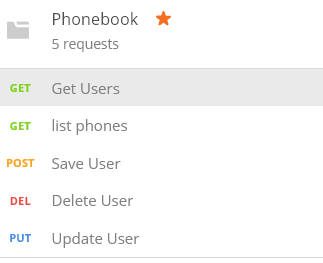 Phonebook
5 requests
GET Get Users
GET list phones
POST Save User
DEL Delete User
PUT Update User